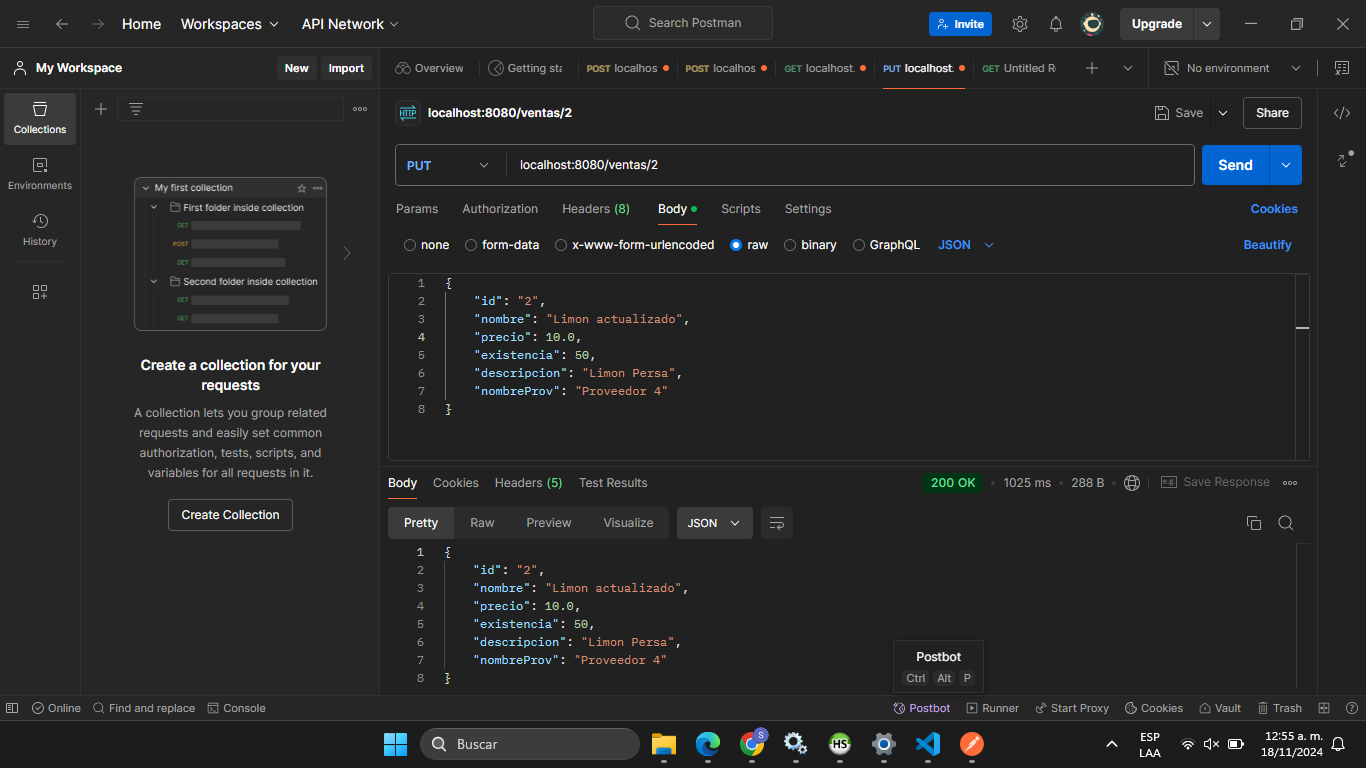 Home Workspaces API Network Search Postman Invite Upgrade
My Workspace New Import Overview Getting sta POST localhos POST localhos GET localhost. PUT localhost. GET Untitled R No environment
Collections
Environments
History
My first collection
First folder inside collection
GET
POST
GET
Second folder inside collection
GET
GET
Create a collection for your
requests
A collection lets you group related
requests and easily set common
authorization, tests, scripts, and
variables for all requests in it.
Create Collection
HTTP localhost:8080/ventas/2 Save Share
PUT localhost:8080/ventas/2 Send
Params Authorization Headers (8) Body Scripts Settings Cookies
none form-data x-www-form-urlencoded raw binary GraphQL JSON Beautify
1 {
2 "id": "2",
3 "nombre": "Limon actualizado",
4 "precio": 10.0,
5 "existencia": 50,
6 "descripcion": "Limon Persa",
7 "nombreProv": "Proveedor 4"
8 }
Body Cookies Headers (5) Test Results 200 OK 1025 ms 288 B e.g. Save Response
Pretty Raw Preview Visualize JSON
1 {
2 "id": "2",
3 "nombre": "Limon actualizado",
4 "precio": 10.0,
5 "existencia": 50,
6 "descripcion": "Limon Persa",
7 "nombreProv": "Proveedor 4"
8 }
Postbot
Ctrl Alt P
Online Find and replace Console Postbot Runner Start Proxy Cookies Vault Trash
Buscar S HS ESP 12:55 a. m.
LAA 18/11/2024